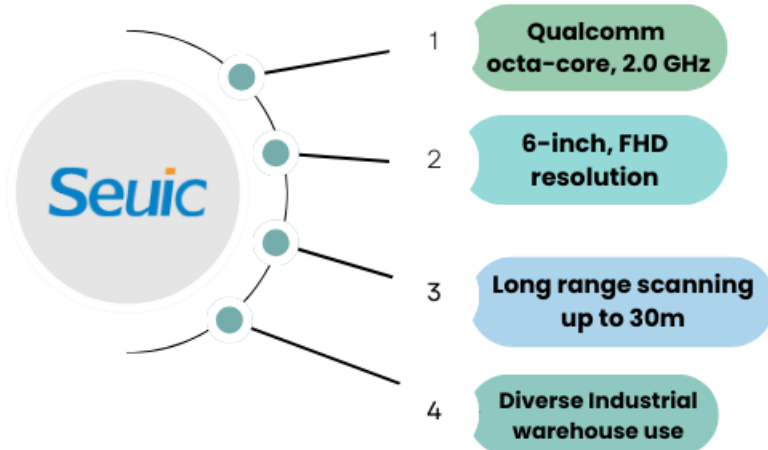 Seuic
1
Qualcomm
octa-core, 2.0 GHz
2
6-inch, FHD
resolution
3
Long range scanning
up to 30m
4
Diverse Industrial
warehouse use